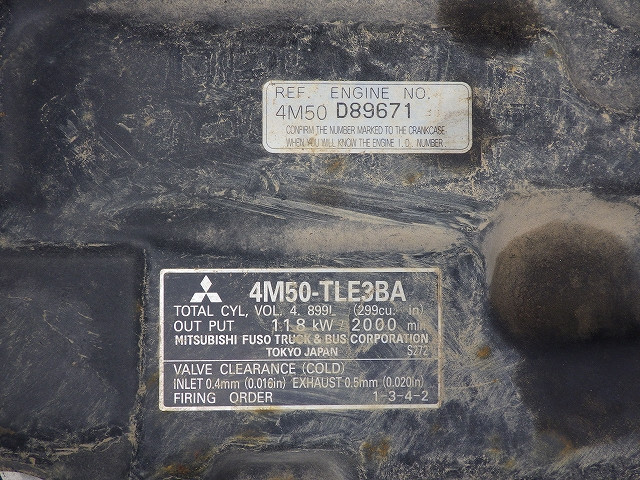 REF. ENGINE NO.
4M50 D89671
CONFIRM THE NUMBER MARKED TO THE CRANKCASE
WHEN YOU WILL KNOW THE ENGINE I.D. NUMBER.
4M50-TLE3BA
TOTAL CYL, VOL. 4. 899L (299cu. in)
OUT PUT 118 kW / 2000 min
MITSUBISHI FUSO TRUCK & BUS CORPORATION
TOKYO JAPAN S272
VALVE CLEARANCE (COLD)
INLET 0.4mm (0.016in) EXHAUST 0.5mm (0.020in)
FIRING ORDER 1-3-4-2